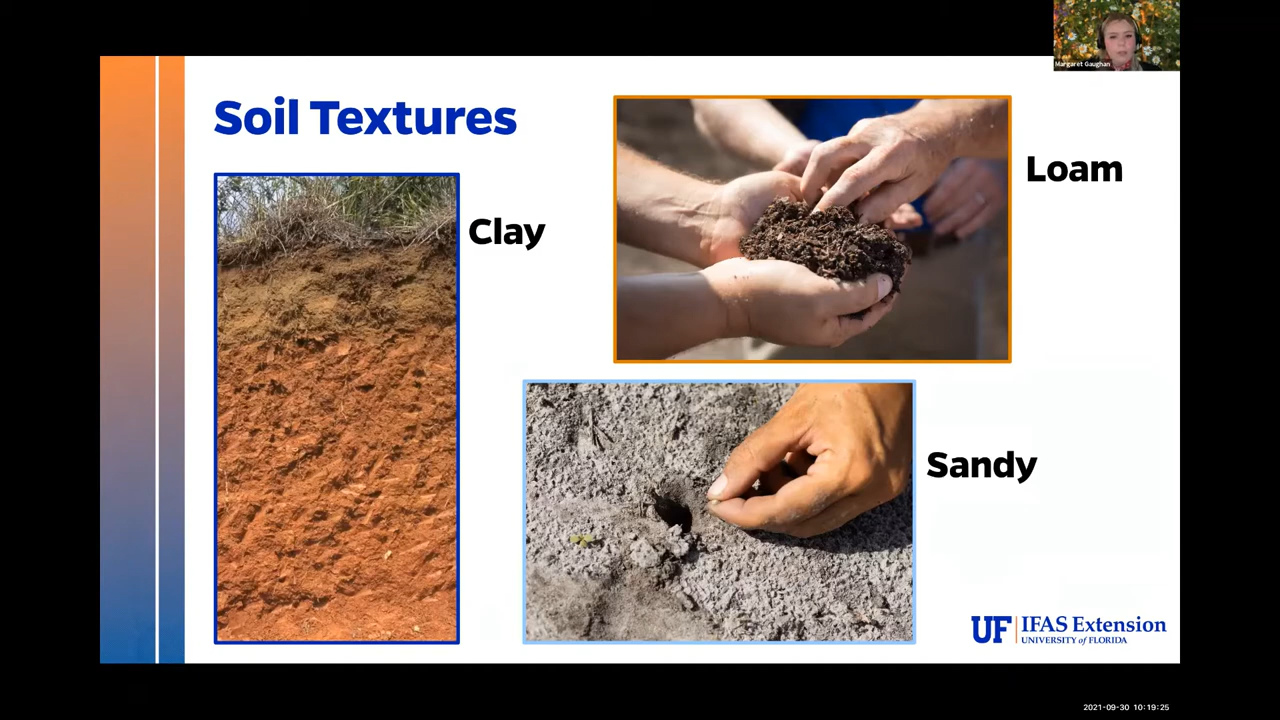 Margaret Gaughan
Soil Textures
Loam
Clay
Sandy
UF IFAS Extension
UNIVERSITY of FLORIDA
2021-09-30 10:19:25